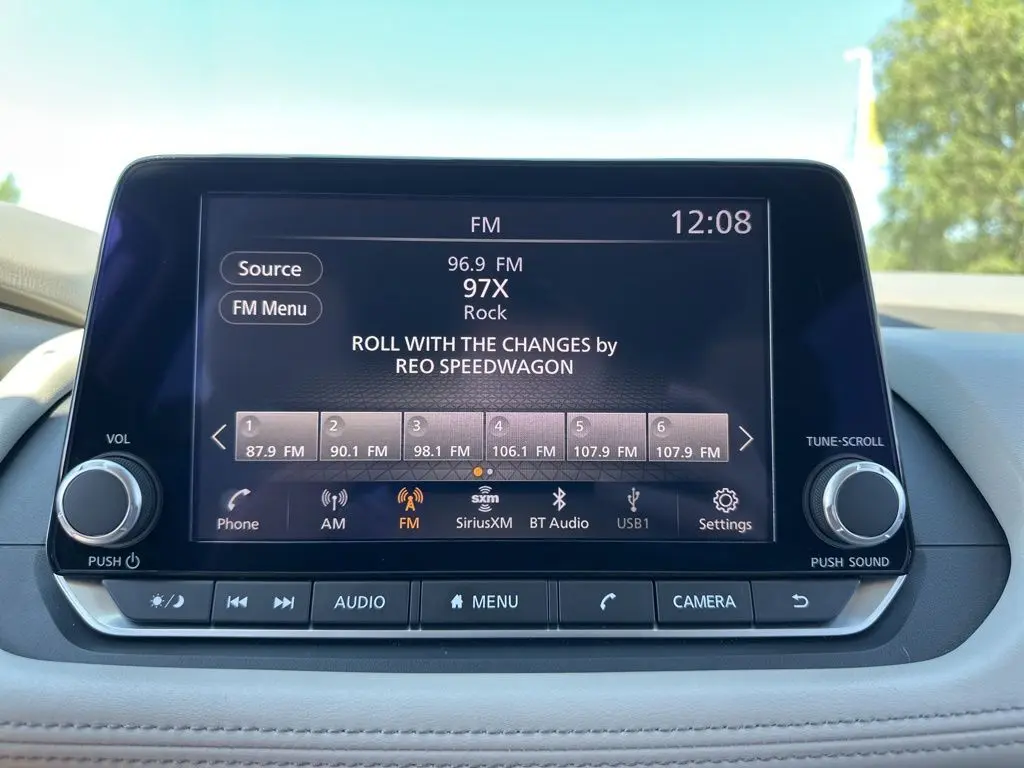 FM
12:08
Source
96.9 FM
97X
FM Menu
Rock
ROLL WITH THE CHANGES by
REO SPEEDWAGON
1
2
3
4
5
6
87.9 FM
90.1 FM
98.1 FM
106.1 FM
107.9 FM
107.9 FM
VOL
TUNE-SCROLL
Phone
AM
FM
sxm
SiriusXM
BT Audio
USB1
Settings
PUSH
PUSH SOUND
AUDIO
MENU
CAMERA